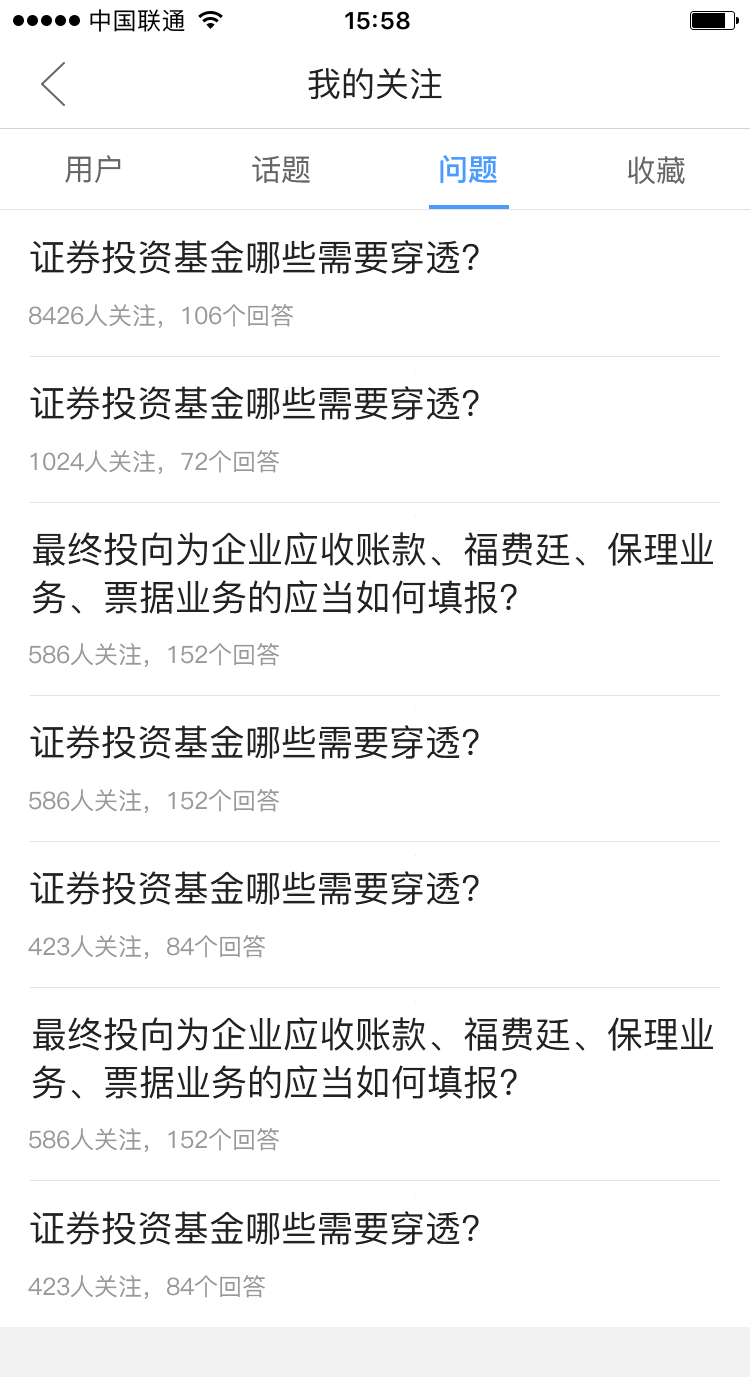 中国联通 15:58
我的关注
用户 话题 问题 收藏
证券投资基金哪些需要穿透?
8426人关注，106个回答
证券投资基金哪些需要穿透?
1024人关注，72个回答
最终投向为企业应收账款、福费廷、保理业
务、票据业务的应当如何填报?
586人关注，152个回答
证券投资基金哪些需要穿透?
586人关注，152个回答
证券投资基金哪些需要穿透?
423人关注，84个回答
最终投向为企业应收账款、福费廷、保理业
务、票据业务的应当如何填报?
586人关注，152个回答
证券投资基金哪些需要穿透?
423人关注，84个回答